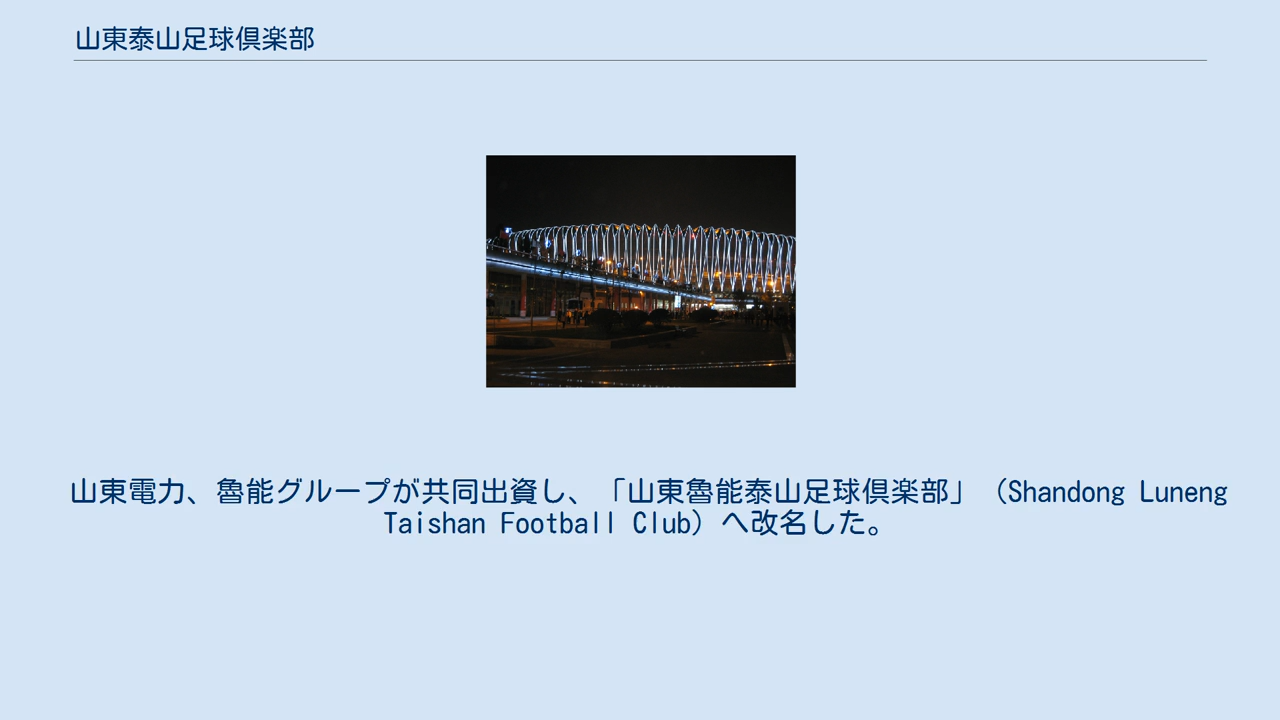 山東泰山足球倶楽部
山東電力、魯能グループが共同出資し、「山東魯能泰山足球倶楽部」（Shandong Luneng
Taishan Football Club）へ改名した。